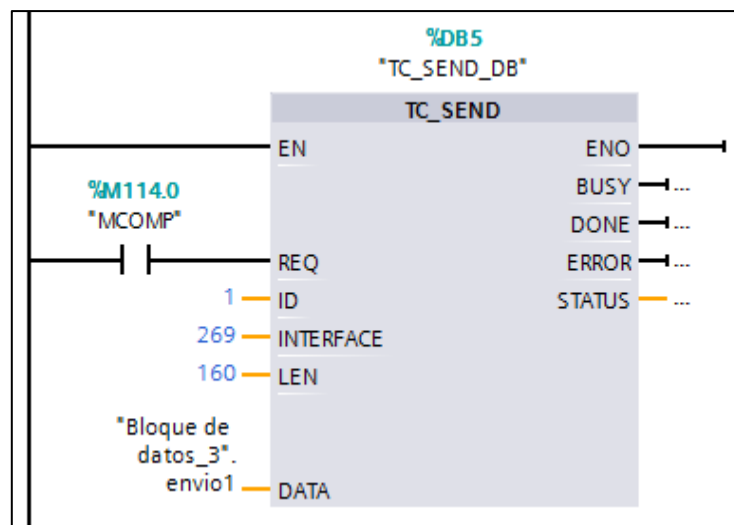 %DB5
"TC_SEND_DB"
TC_SEND
EN ENO
BUSY ...
DONE ...
%M114.0
"MCOMP"
REQ ERROR ...
1 ID STATUS ...
269 INTERFACE
160 LEN
"Bloque de
datos_3".
envio1 DATA